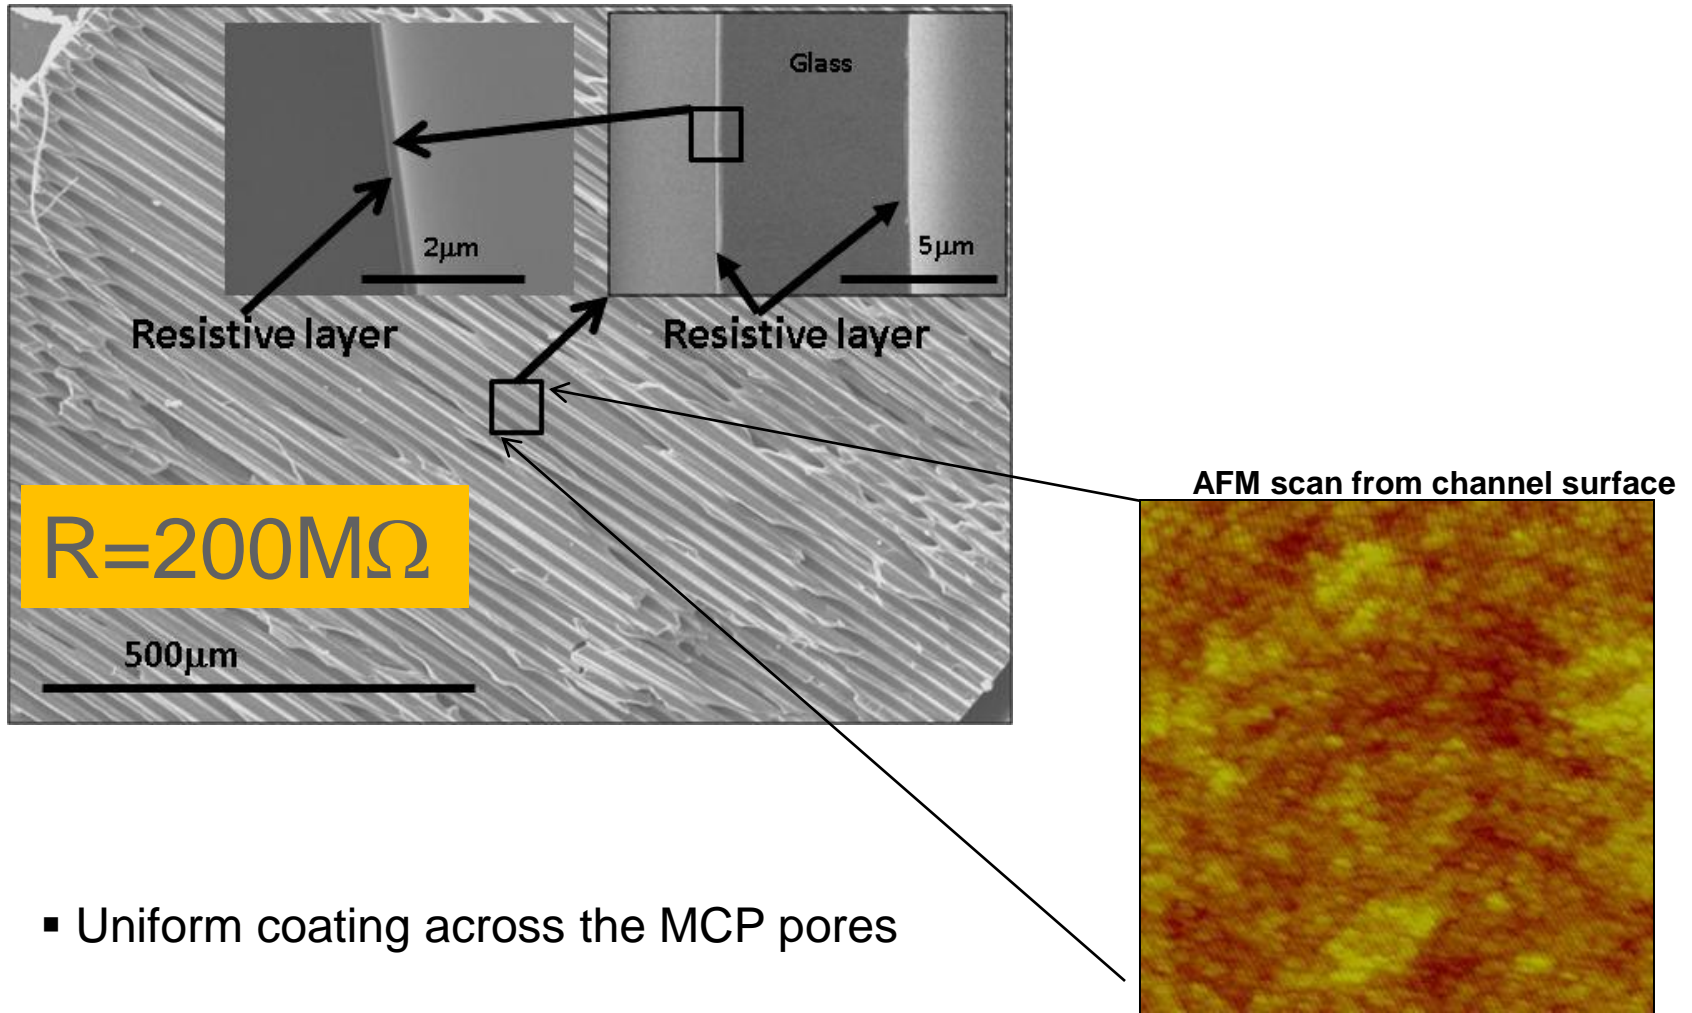 Glass
2μm
5μm
Resistive layer
Resistive layer
AFM scan from channel surface
R=200MΩ
500μm
▪ Uniform coating across the MCP pores